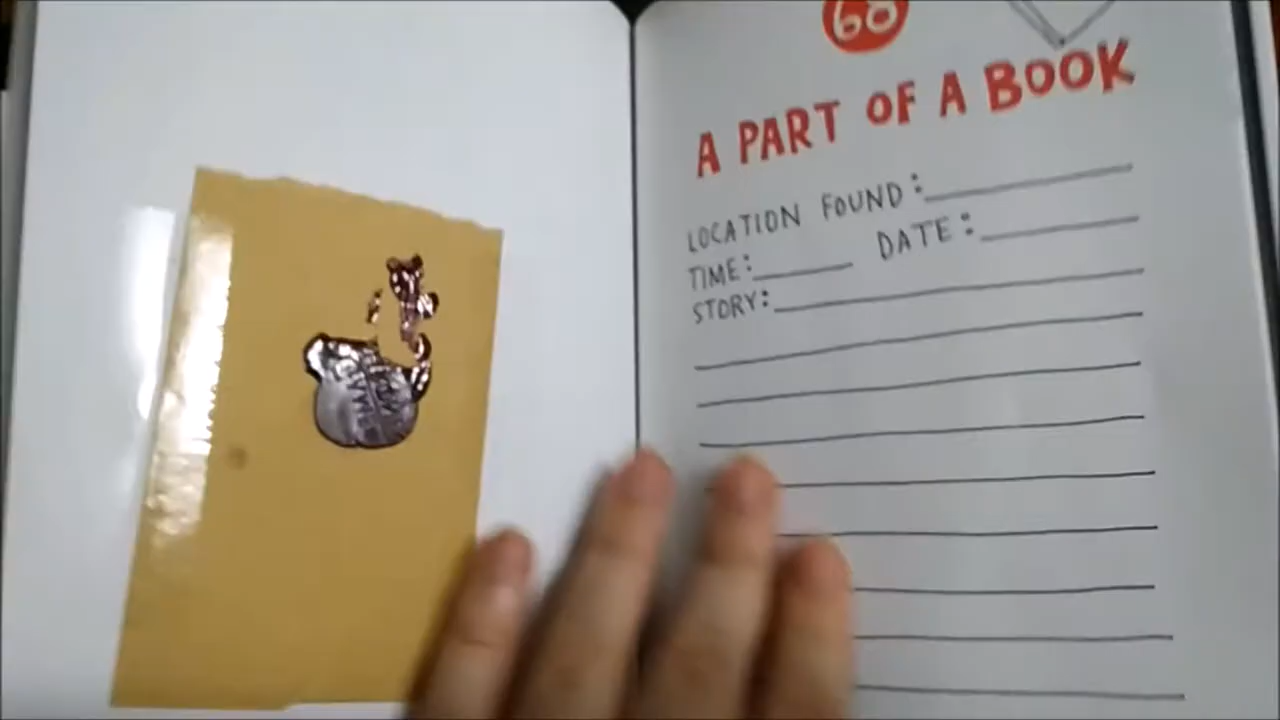 68
A PART OF A BOOK
LOCATION FOUND:
TIME: DATE:
STORY: